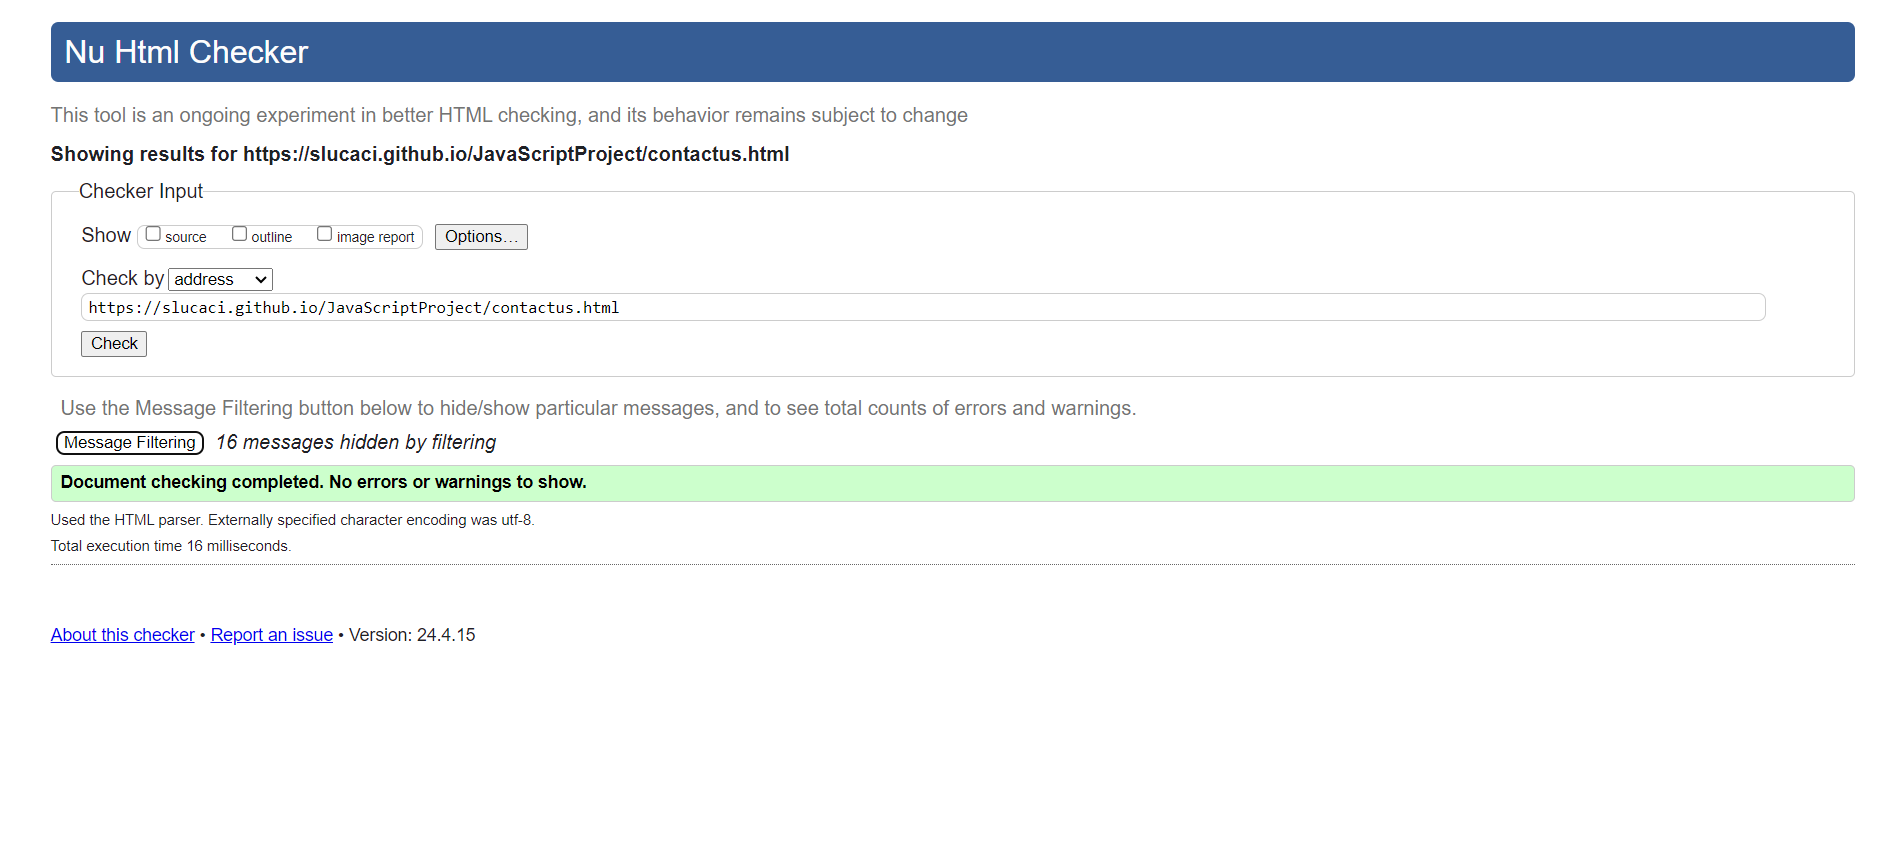 Nu Html Checker
This tool is an ongoing experiment in better HTML checking, and its behavior remains subject to change
Showing results for https://slucaci.github.io/JavaScriptProject/contactus.html
Checker Input
Show source outline image report Options…
Check by address
https://slucaci.github.io/JavaScriptProject/contactus.html
Check
Use the Message Filtering button below to hide/show particular messages, and to see total counts of errors and warnings.
Message Filtering 16 messages hidden by filtering
Document checking completed. No errors or warnings to show.
Used the HTML parser. Externally specified character encoding was utf-8.
Total execution time 16 milliseconds.
About this checker • Report an issue • Version: 24.4.15